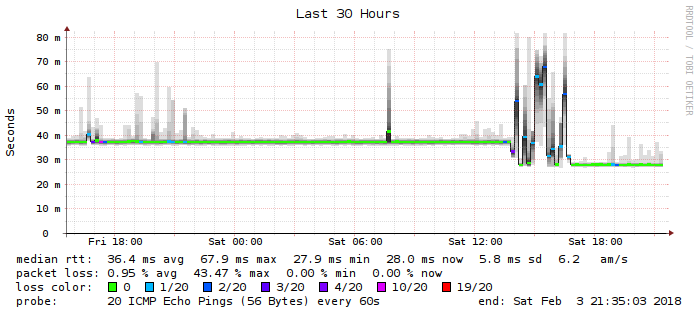 Last 30 Hours
RRDTOOL / TOBI OETIKER
Seconds
80 m
70 m
60 m
50 m
40 m
30 m
20 m
10 m
0
Fri 18:00 Sat 00:00 Sat 06:00 Sat 12:00 Sat 18:00
median rtt: 36.4 ms avg 67.9 ms max 27.9 ms min 28.0 ms now 5.8 ms sd 6.2 am/s
packet loss: 0.95 % avg 43.47 % max 0.00 % min 0.00 % now
loss color: 0 1/20 2/20 3/20 4/20 10/20 19/20
probe: 20 ICMP Echo Pings (56 Bytes) every 60s end: Sat Feb 3 21:35:03 2018